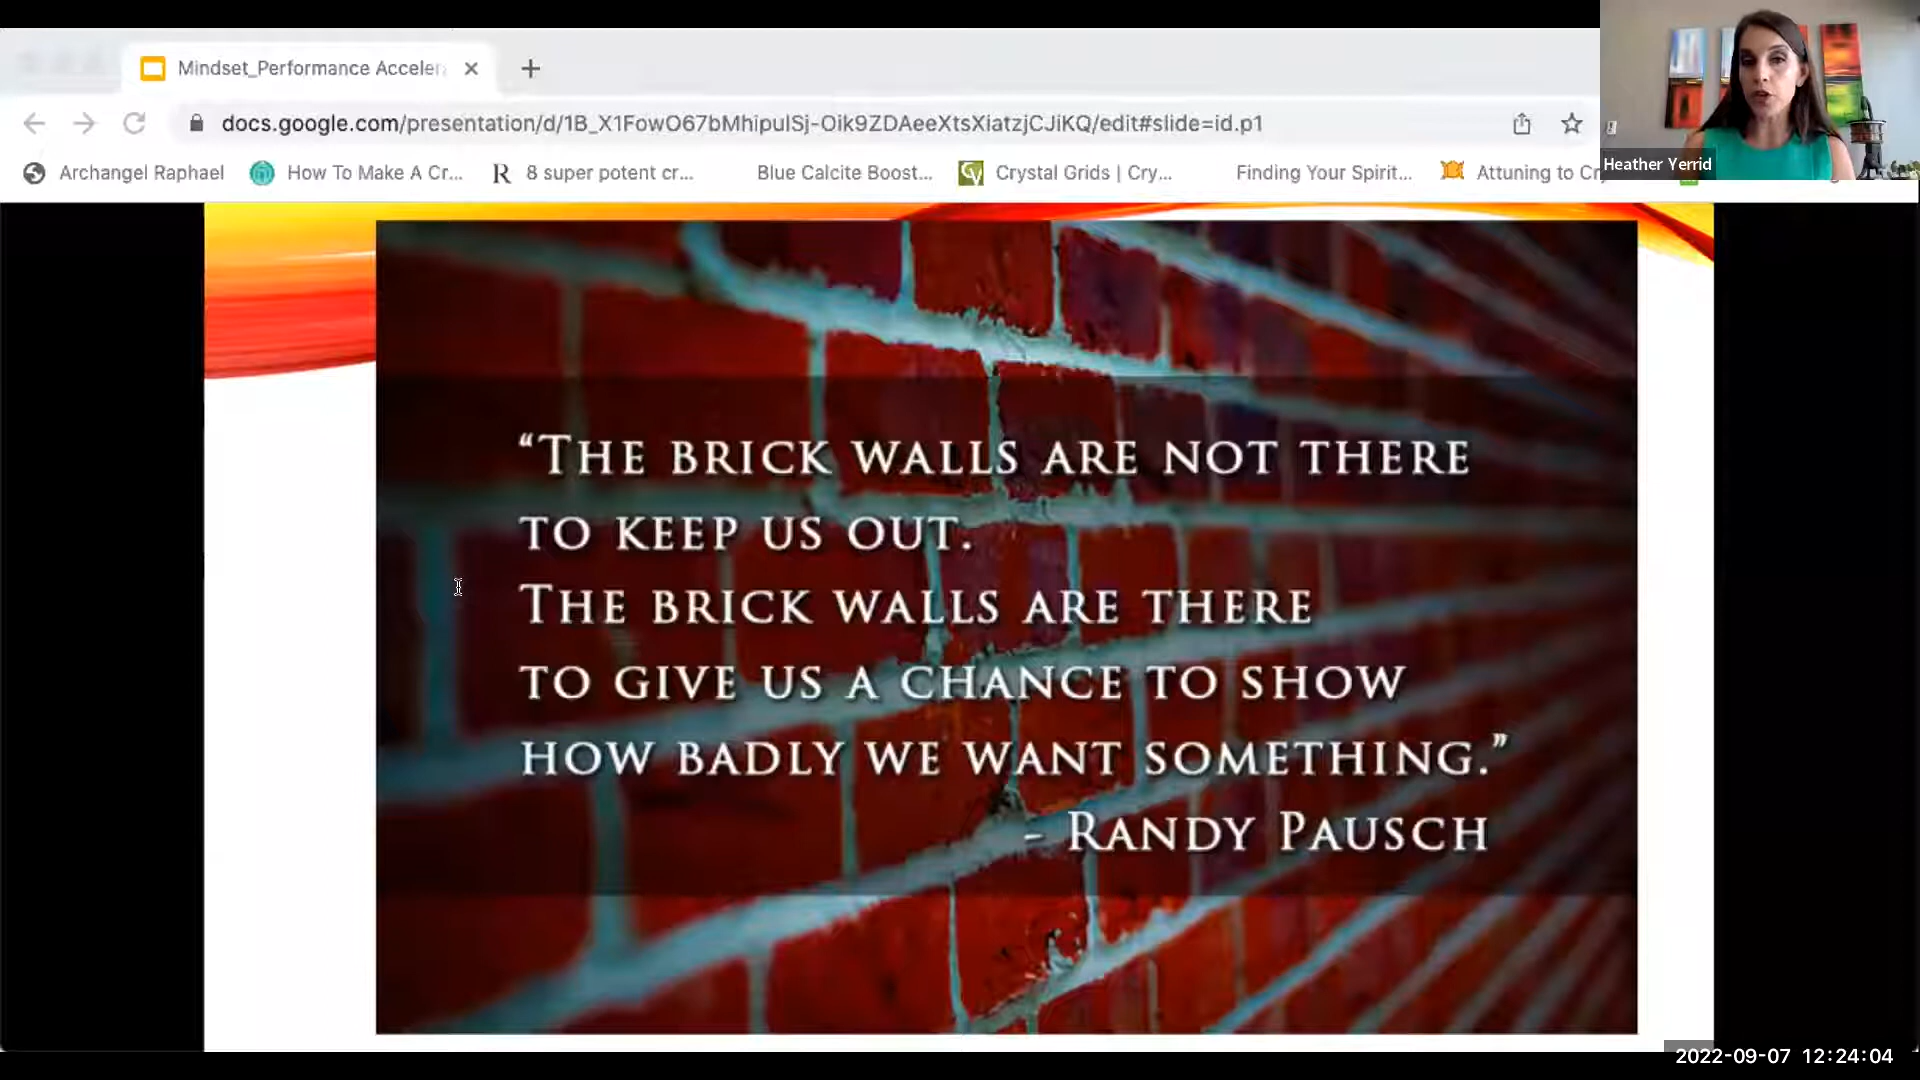 Mindset_Performance Acceler
docs.google.com/presentation/d/1B_X1FowO67bMhipulSj-Oik9ZDAeeXtsXiatzjCJiKQ/edit#slide=id.p1
Archangel Raphael
How To Make A Cr...
R
8 super potent cr...
Blue Calcite Boost...
Crystal Grids | Cry...
Finding Your Spirit...
Attuning to
Heather Yerrid
“THE BRICK WALLS ARE NOT THERE
TO KEEP US OUT.
THE BRICK WALLS ARE THERE
TO GIVE US A CHANCE TO SHOW
HOW BADLY WE WANT SOMETHING.”
- RANDY PAUSCH
2022-09-07 12:24:04